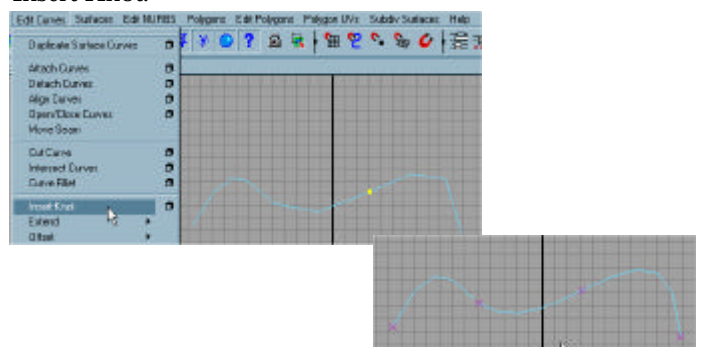 Insert Knot.
Edit Curves Surfaces Edit NURBS Polygons Edit Polygons Polygon UVs Subdiv Surfaces Help
Duplicate Surface Curves
Attach Curves
Detach Curves
Align Curves
Open/Close Curves
Move Seam
Cut Curve
Intersect Curves
Curve Fillet
Insert Knot
Extend
Offset